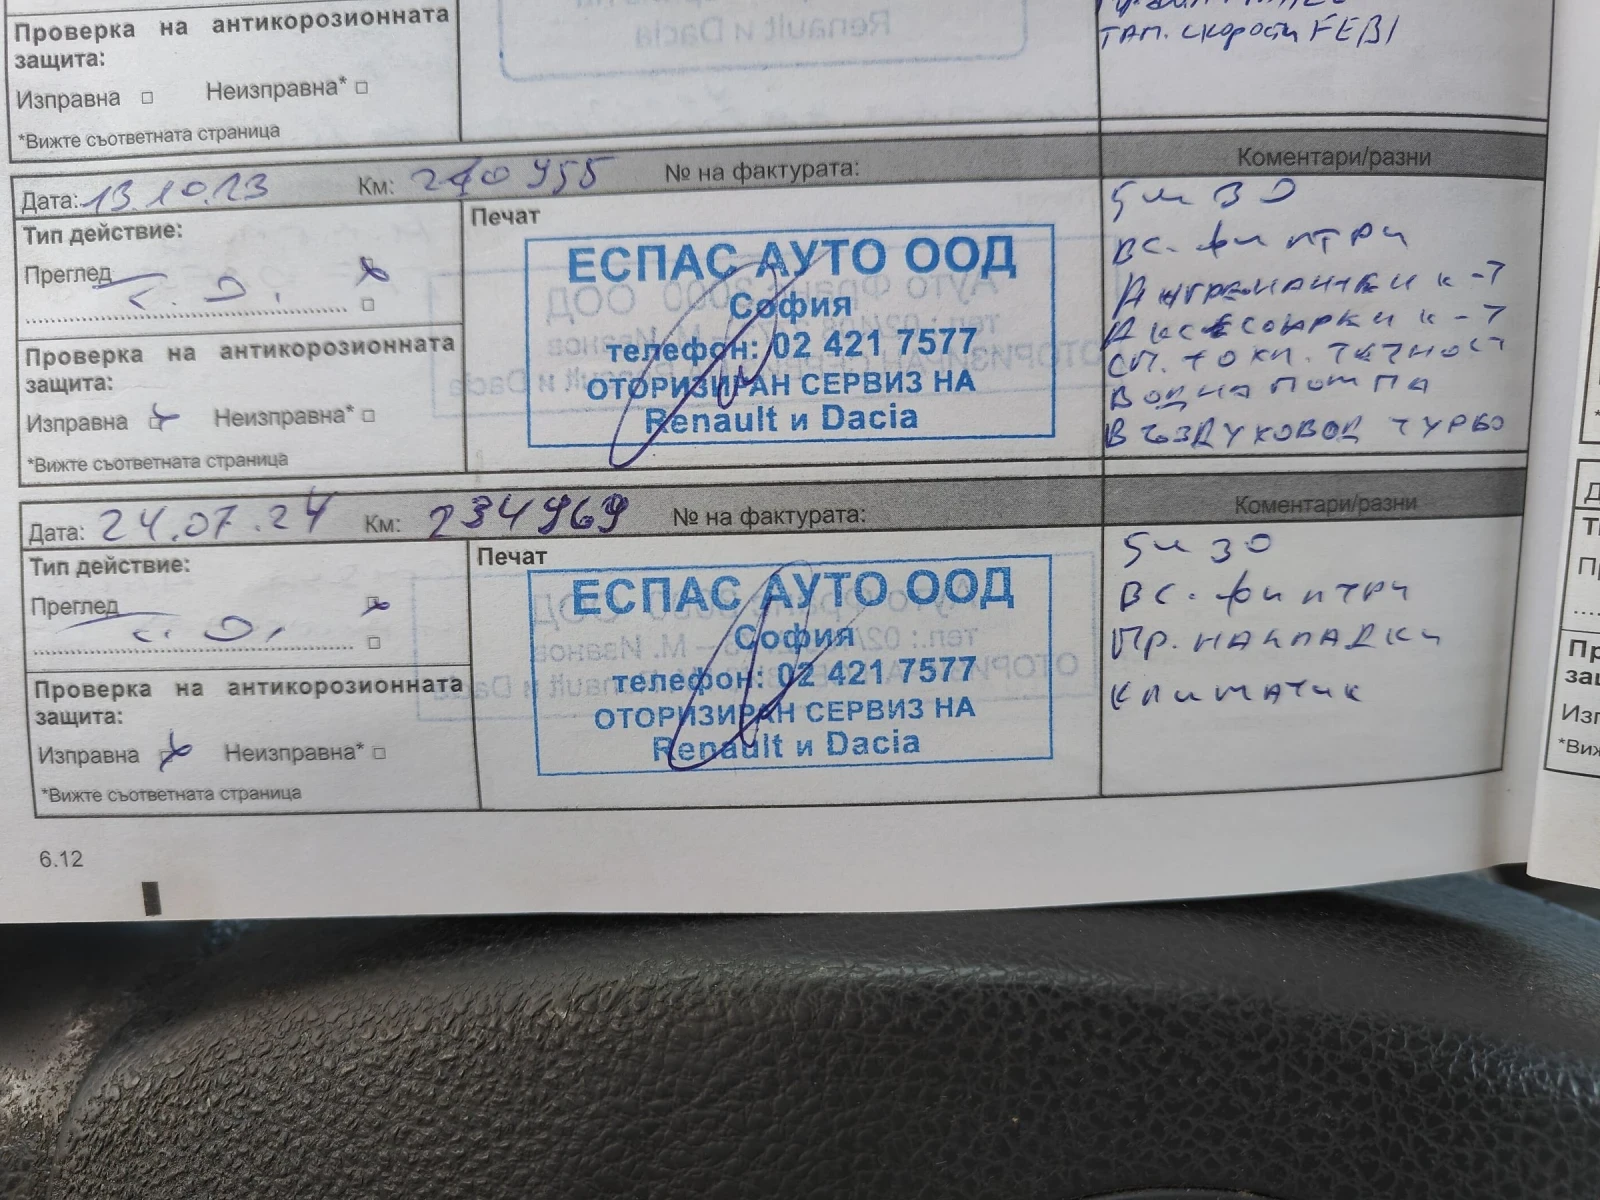 Проверка на антикорозионната
защита:
Изправна □ Неизправна* □
*Вижте съответната страница
Renault и Dacia
скорости FEBI
Дата: 13.10.23 Км: 210955 № на фактурата: Коментари/разни
Тип действие:
Преглед
Т.О.
Проверка на антикорозионната
защита:
Изправна Неизправна* □
*Вижте съответната страница
Печат
ЕСПАС АУТО ООД
София
телефон: 02 421 7577
ОТОРИЗИРАН СЕРВИЗ НА
Renault и Dacia
5w30
Вс. филтри
Ангренажен к-т
Аксесоарен к-т
Сп. течност
Водна помпа
Въздуховод турбо
Дата: 24.07.24 Км: 234969 № на фактурата: Коментари/разни
Тип действие:
Преглед
Т.О.
Проверка на антикорозионната
защита:
Изправна Неизправна* □
*Вижте съответната страница
Печат
ЕСПАС АУТО ООД
София
телефон: 02 421 7577
ОТОРИЗИРАН СЕРВИЗ НА
Renault и Dacia
5w30
Вс. филтри
Пр. накладки
климатик
6.12